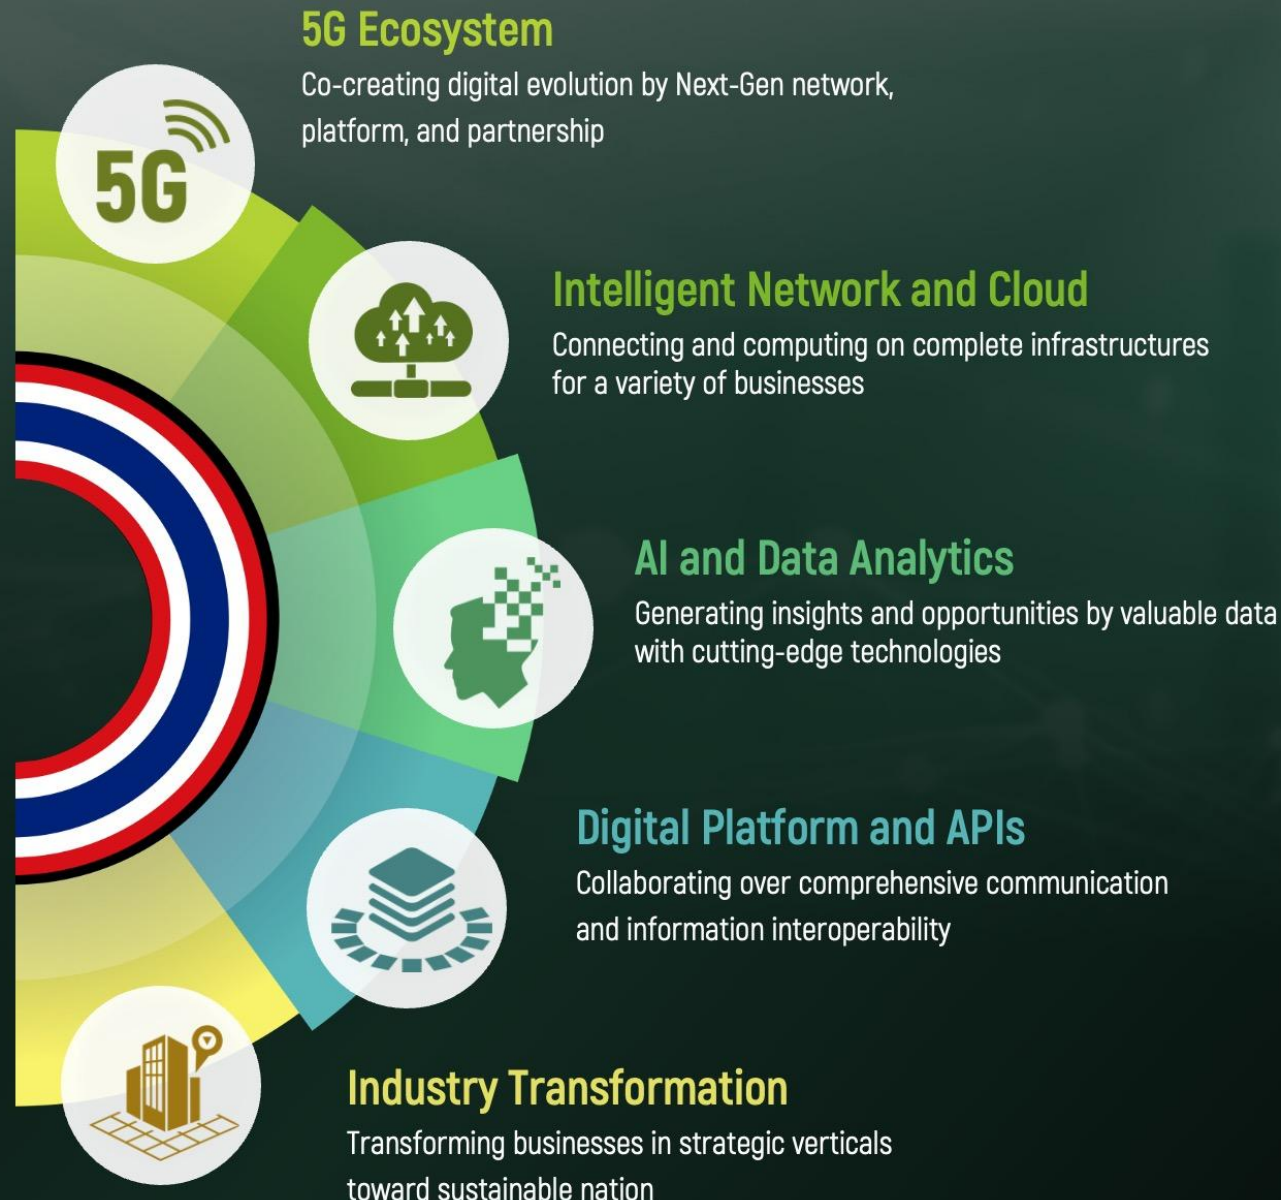 5G Ecosystem
Co-creating digital evolution by Next-Gen network,
platform, and partnership
5G
Intelligent Network and Cloud
Connecting and computing on complete infrastructures
for a variety of businesses
AI and Data Analytics
Generating insights and opportunities by valuable data
with cutting-edge technologies
Digital Platform and APIs
Collaborating over comprehensive communication
and information interoperability
Industry Transformation
Transforming businesses in strategic verticals
toward sustainable nation